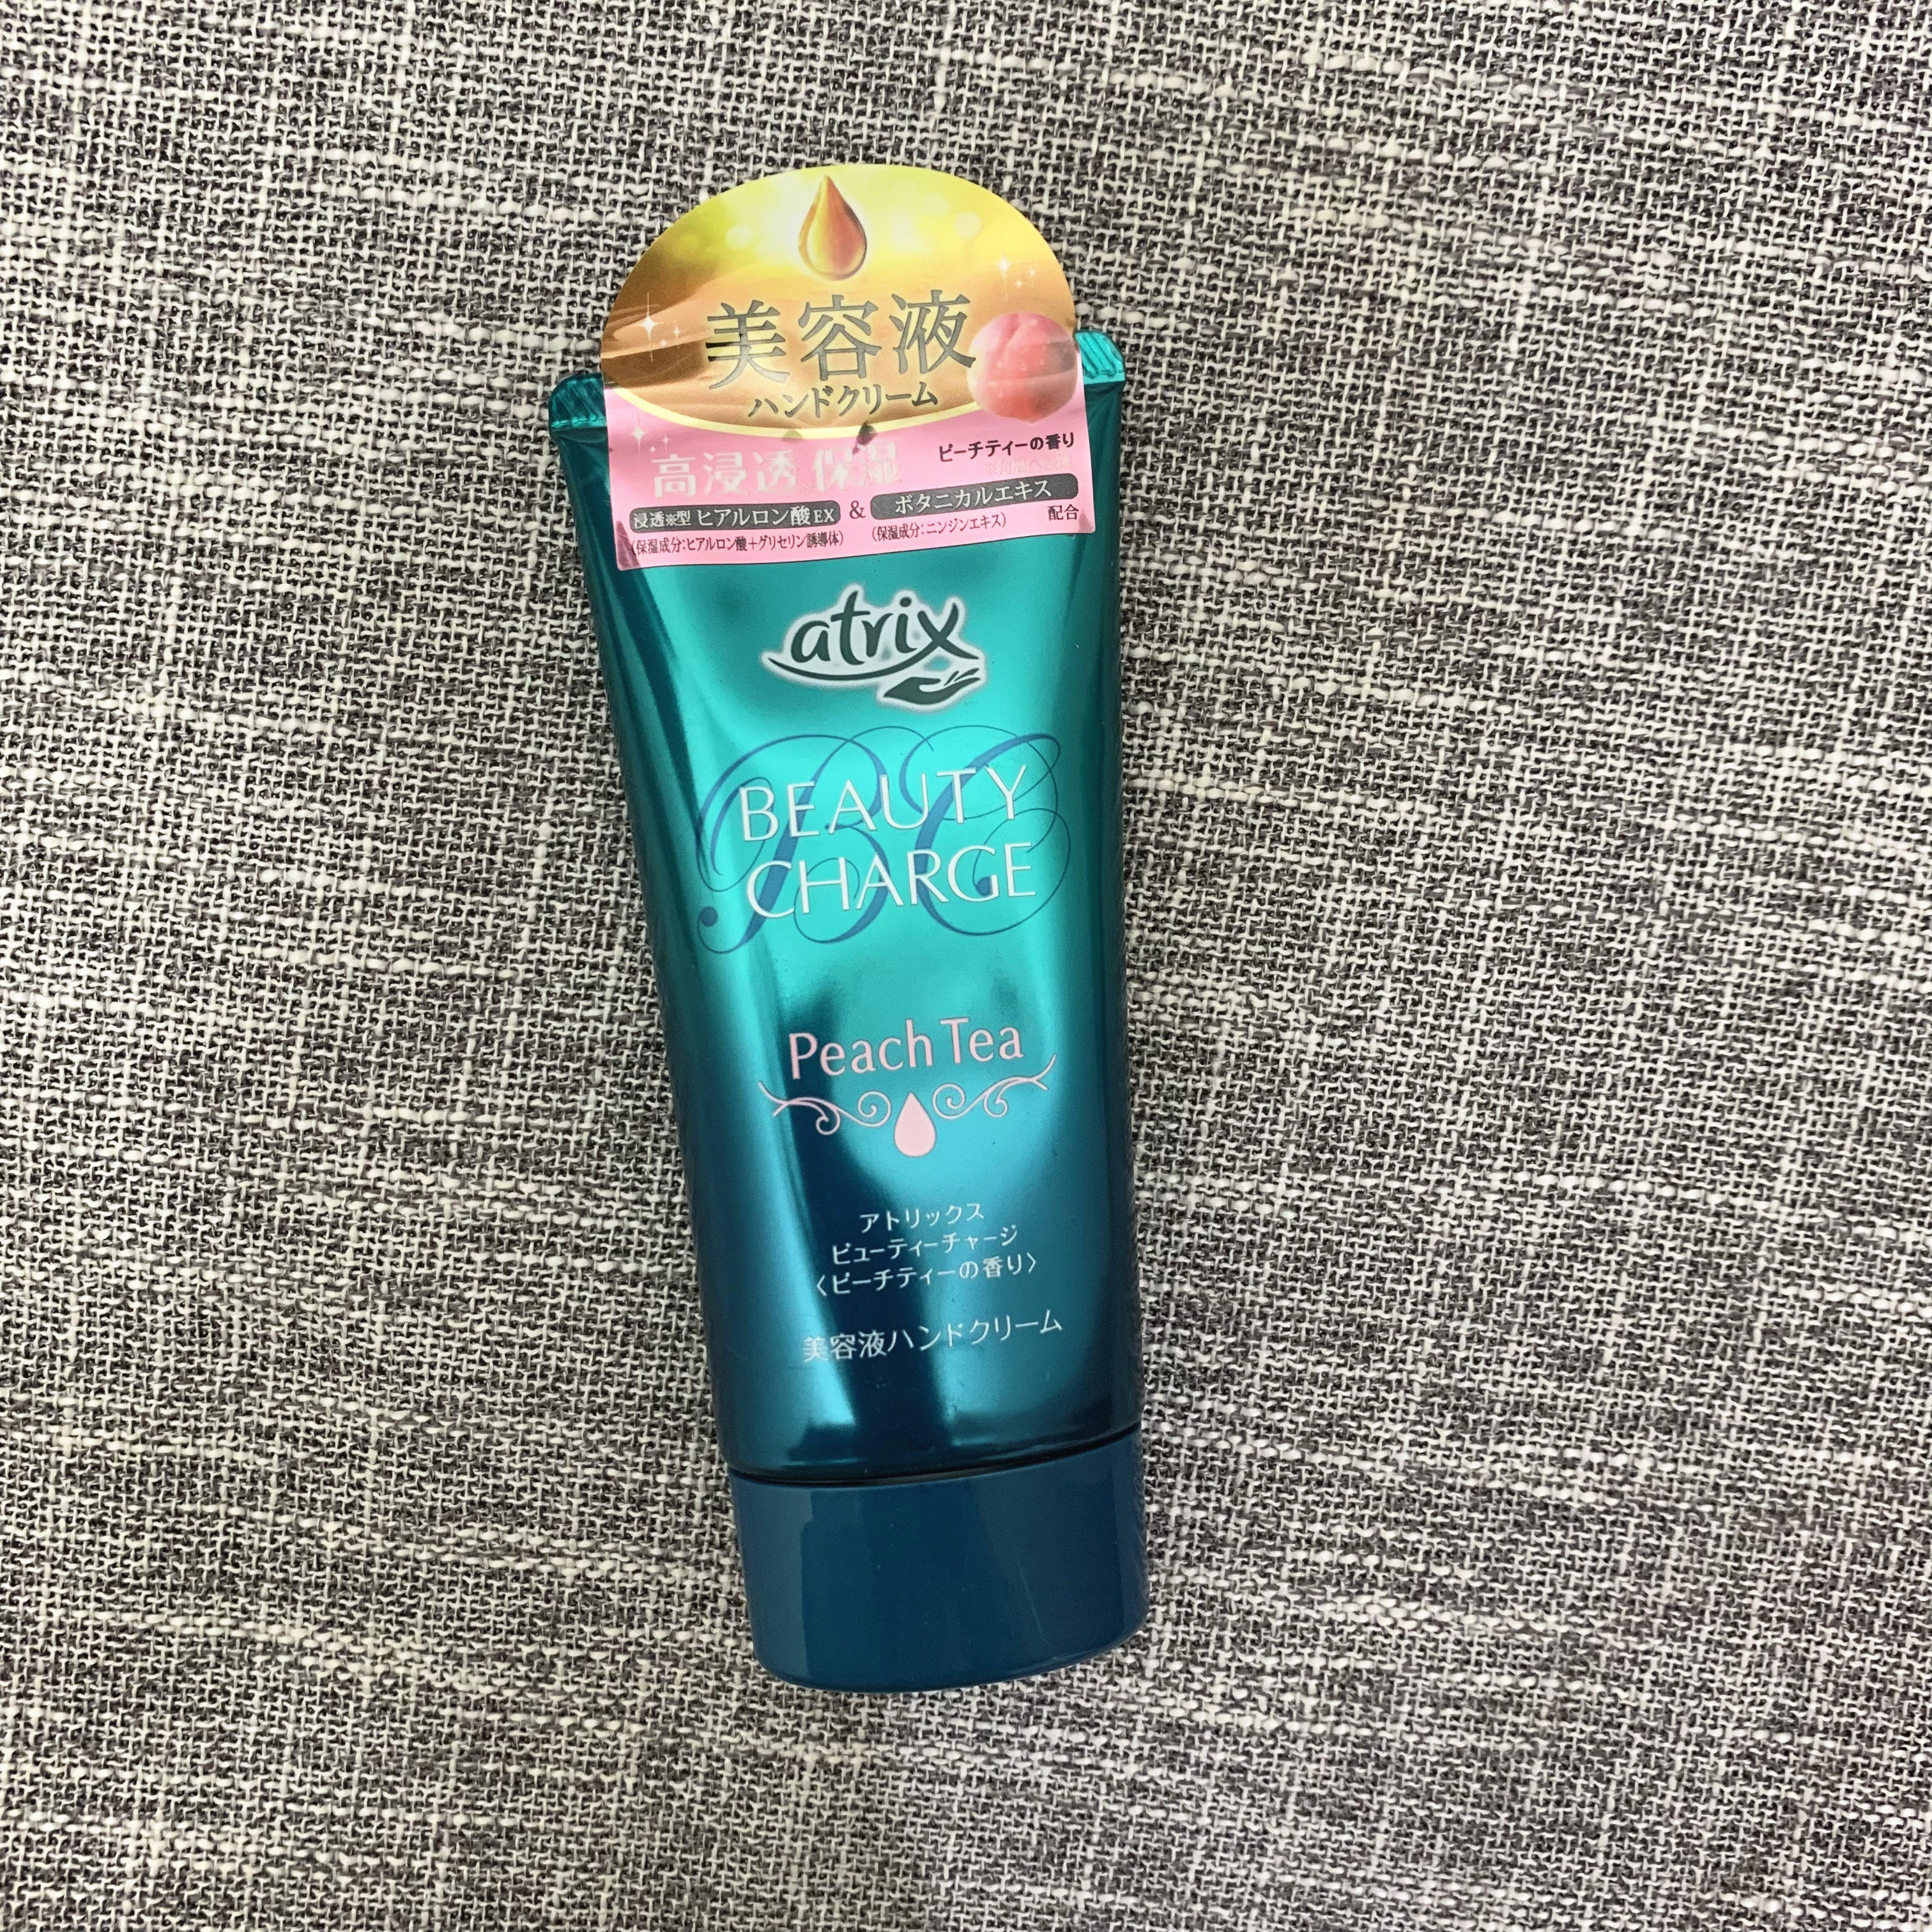 美容液
ハンドクリーム
ピーチティーの香り
高浸透 保湿
浸透※型 ヒアルロン酸EX & ボタニカルエキス 配合
(保湿成分:ヒアルロン酸+グリセリン誘導体) (保湿成分:ニンジンエキス)
atrix
BC
BEAUTY
CHARGE
Peach Tea
アトリックス
ビューティーチャージ
〈ピーチティーの香り〉
美容液ハンドクリーム